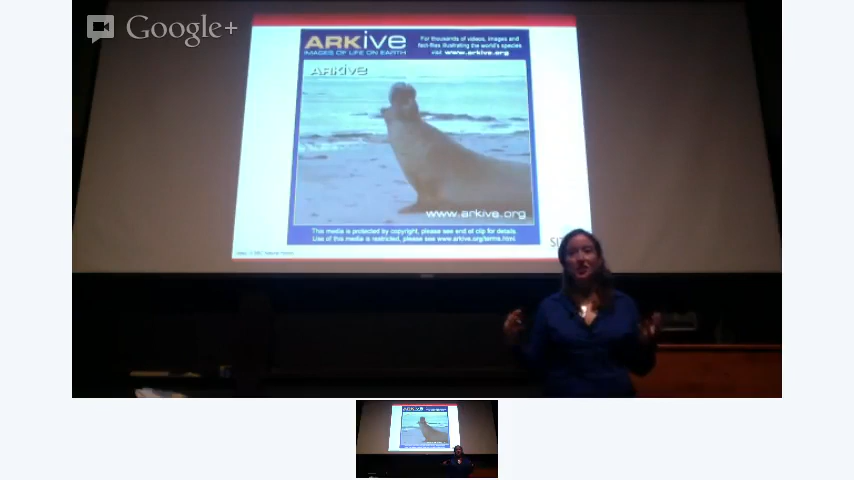 Google+
ARKive
IMAGES OF LIFE ON EARTH
For thousands of videos, images and
fact-files illustrating the world's species
visit www.arkive.org
ARKive
www.arkive.org
This media is protected by copyright, please see end of clip for details.
Use of this media is restricted, please see www.arkive.org/terms.html